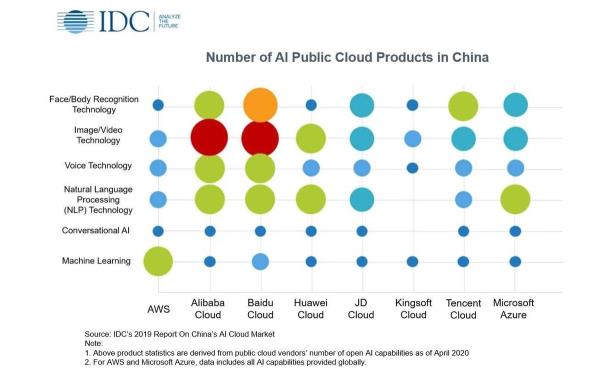 IDC
ANALYZE
THE
FUTURE
Number of AI Public Cloud Products in China
Face/Body Recognition
Technology
Image/Video
Technology
Voice Technology
Natural Language
Processing
(NLP) Technology
Conversational AI
Machine Learning
AWS
Alibaba
Cloud
Baidu
Cloud
Huawei
Cloud
JD
Cloud
Kingsoft
Cloud
Tencent
Cloud
Microsoft
Azure
Source: IDC's 2019 Report On China's AI Cloud Market
Note:
1. Above product statistics are derived from public cloud vendors' number of open AI capabilities as of April 2020
2. For AWS and Microsoft Azure, data includes all AI capabilities provided globally.